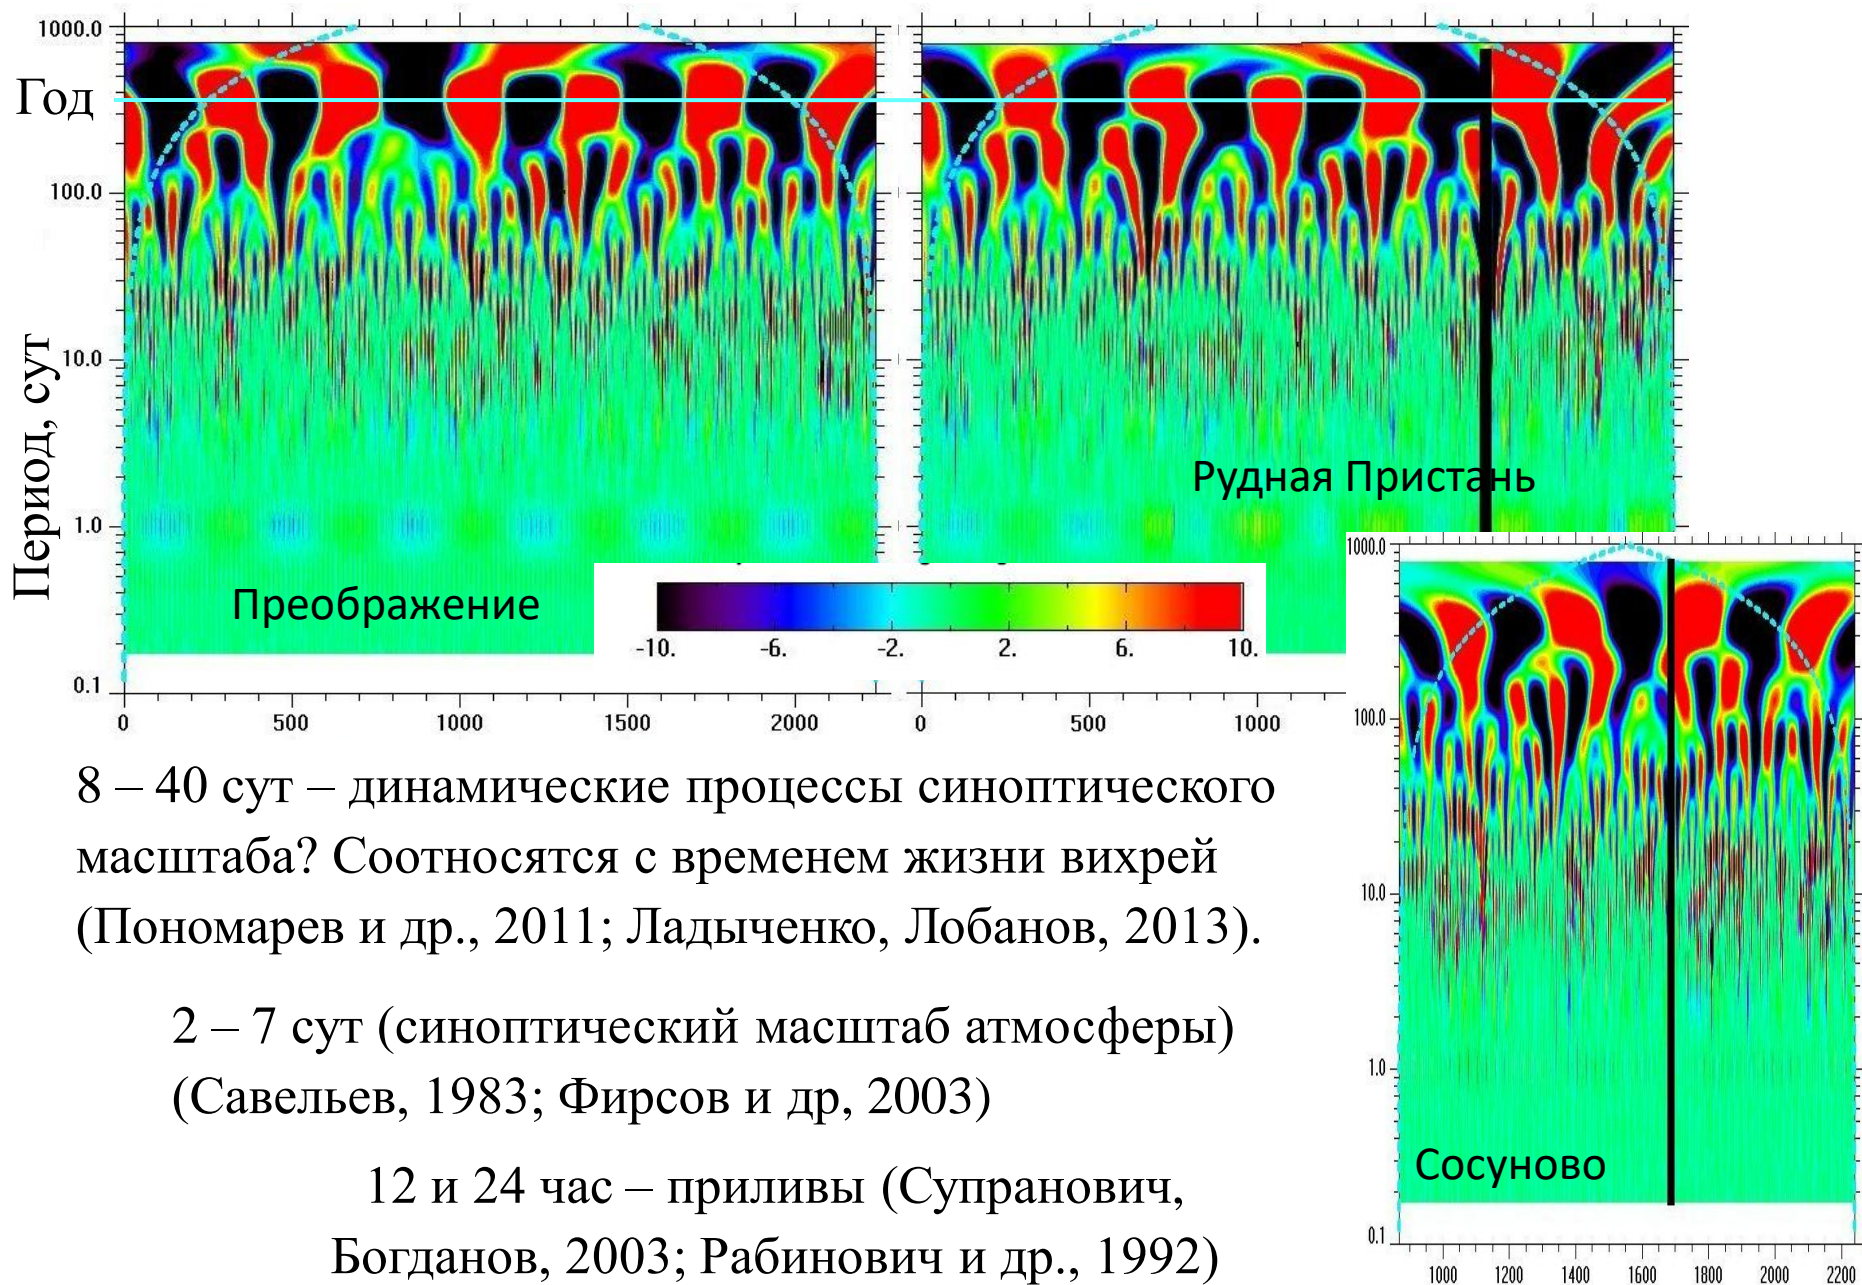 1000.0
100.0
10.0
1.0
0.1
Год
Период, сут
0 500 1000 1500 2000
Преображение
0 500 1000
Рудная Пристань
-10. -6. -2. 2. 6. 10.
1000.0
100.0
10.0
1.0
0.1
Сосуново
1000 1200 1400 1600 1800 2000 2200
8 – 40 сут – динамические процессы синоптического
масштаба? Соотносятся с временем жизни вихрей
(Пономарев и др., 2011; Ладыченко, Лобанов, 2013).
2 – 7 сут (синоптический масштаб атмосферы)
(Савельев, 1983; Фирсов и др, 2003)
12 и 24 час – приливы (Супранович,
Богданов, 2003; Рабинович и др., 1992)